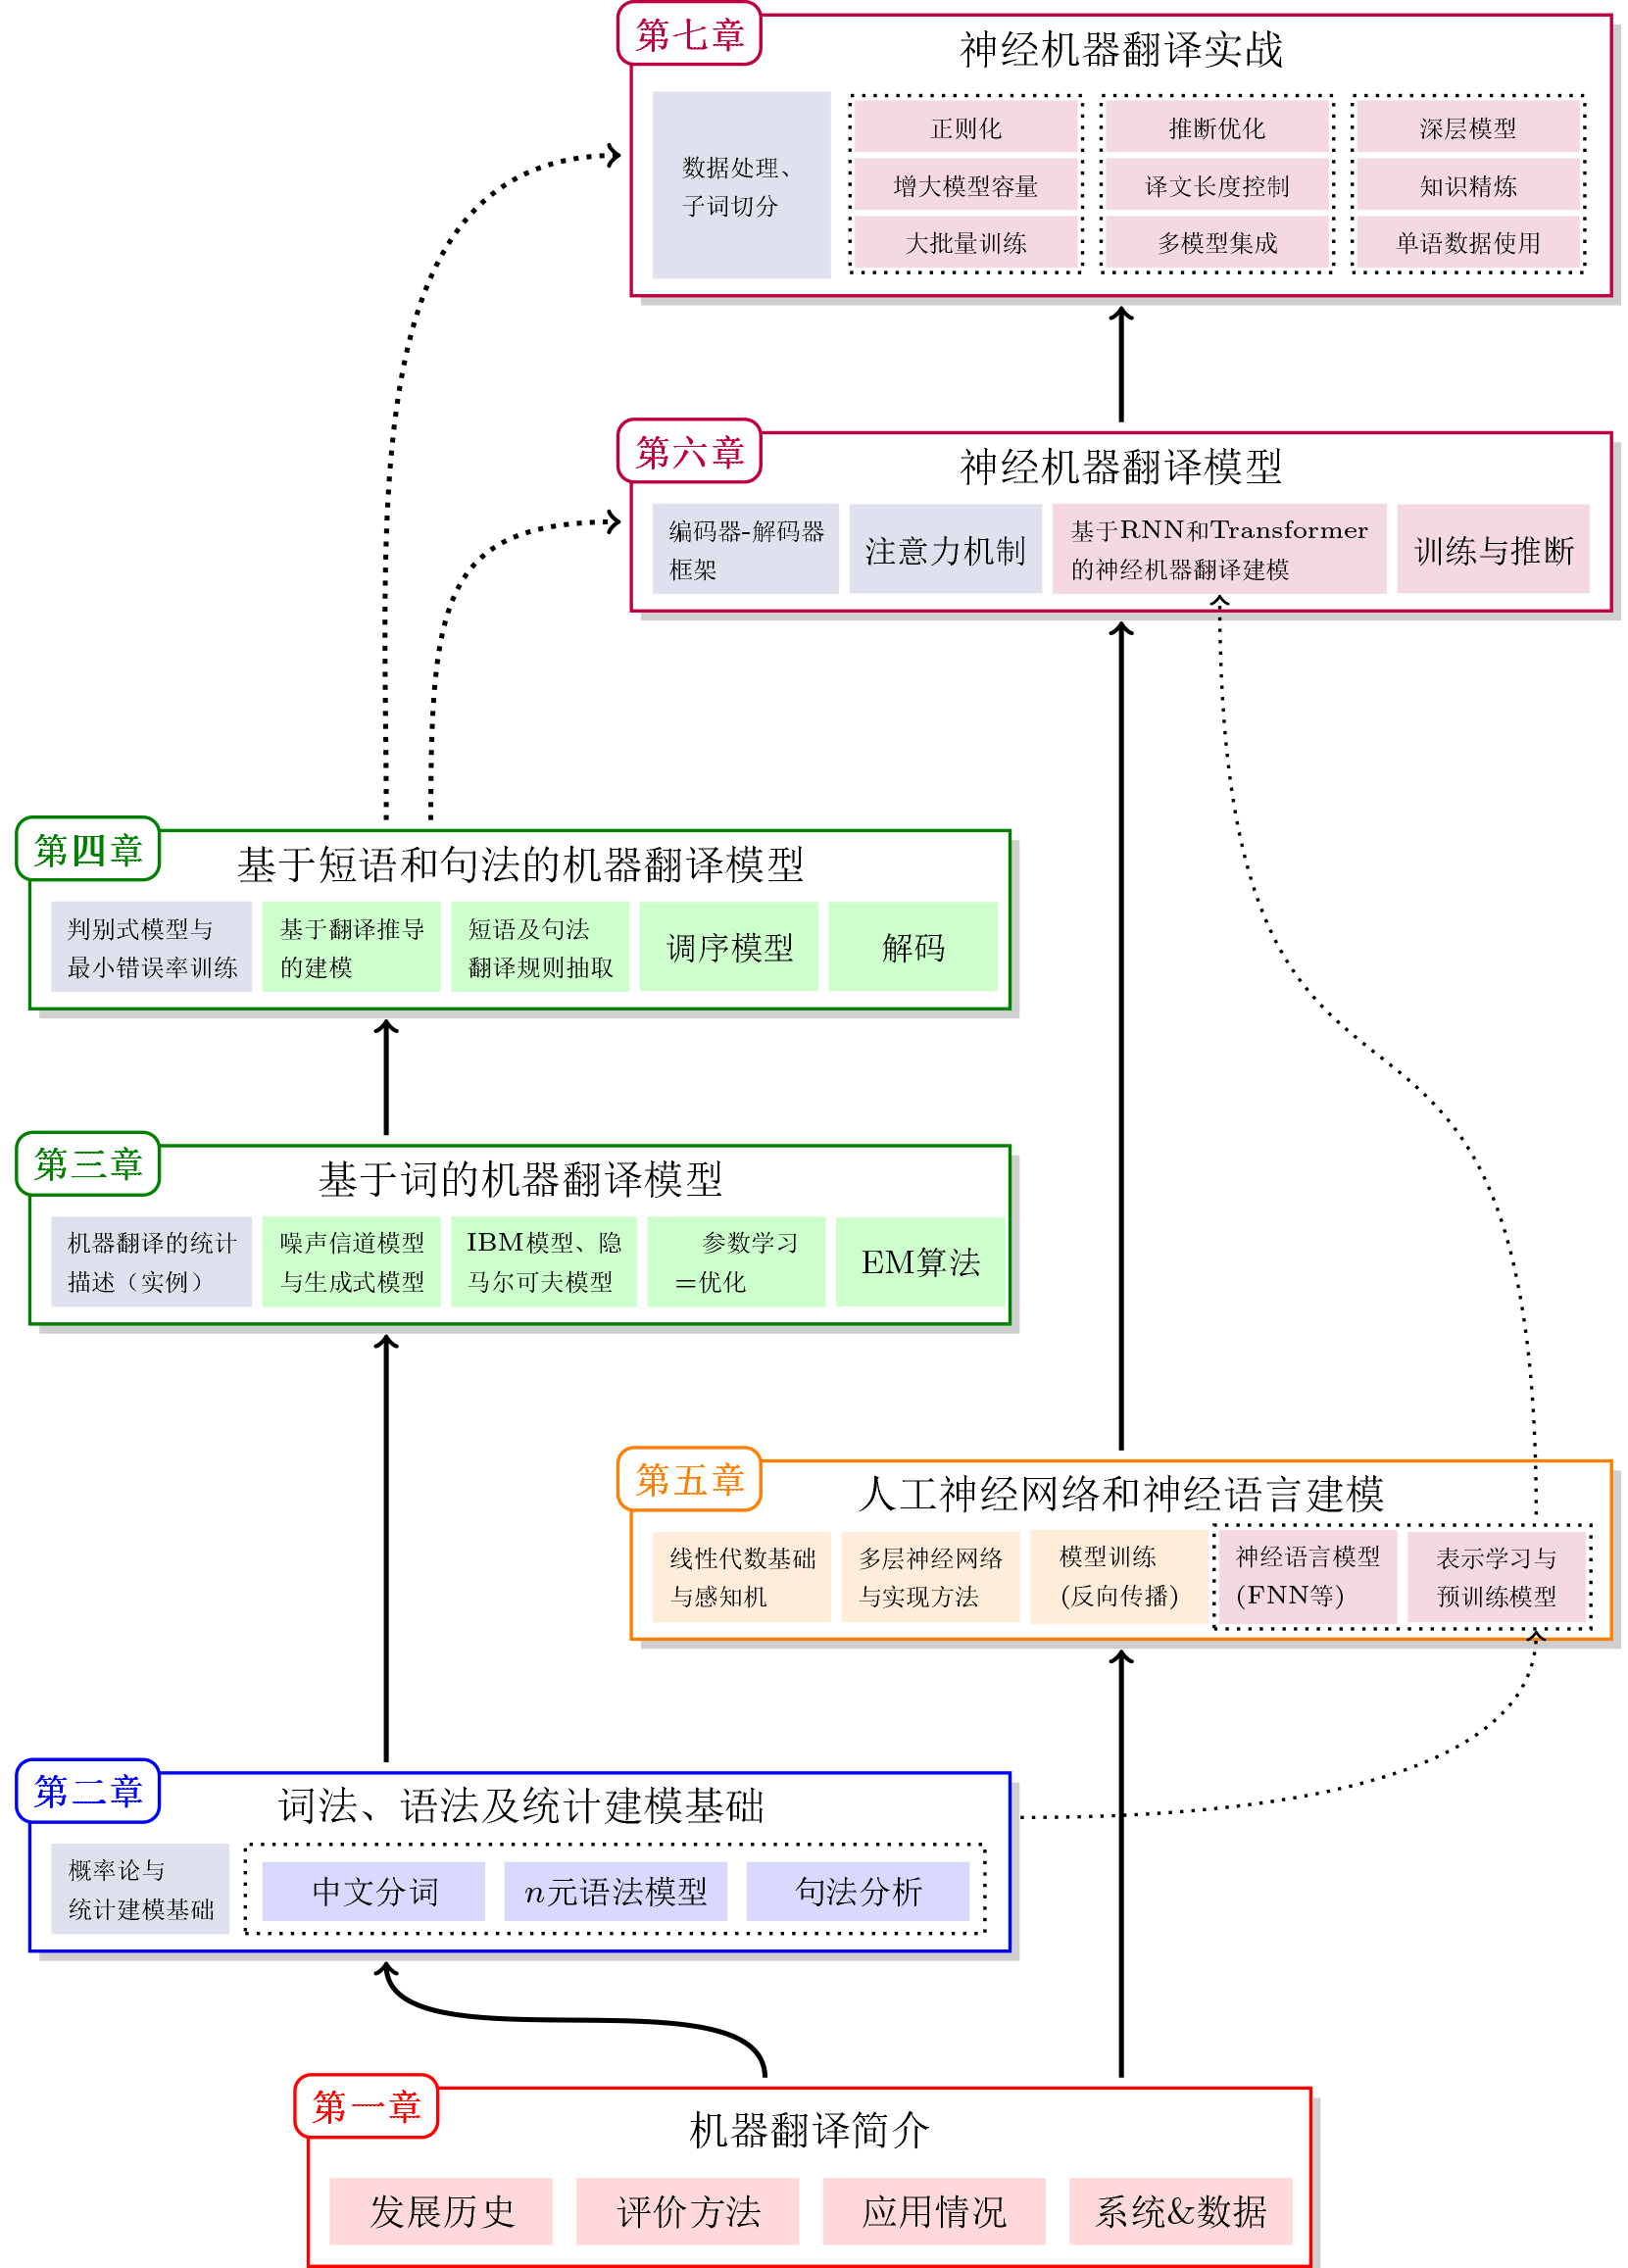 第七章
神经机器翻译实战
数据处理、
子词切分
正则化
增大模型容量
大批量训练
推断优化
译文长度控制
多模型集成
深层模型
知识精炼
单语数据使用
第六章
神经机器翻译模型
编码器-解码器
框架
注意力机制
基于RNN和Transformer
的神经机器翻译建模
训练与推断
第四章
基于短语和句法的机器翻译模型
判别式模型与
最小错误率训练
基于翻译推导
的建模
短语及句法
翻译规则抽取
调序模型
解码
第三章
基于词的机器翻译模型
机器翻译的统计
描述（实例）
噪声信道模型
与生成式模型
IBM模型、隐
马尔可夫模型
参数学习
=优化
EM算法
第五章
人工神经网络和神经语言建模
线性代数基础
与感知机
多层神经网络
与实现方法
模型训练
(反向传播)
神经语言模型
(FNN等)
表示学习与
预训练模型
第二章
词法、语法及统计建模基础
概率论与
统计建模基础
中文分词
n元语法模型
句法分析
第一章
机器翻译简介
发展历史
评价方法
应用情况
系统&数据